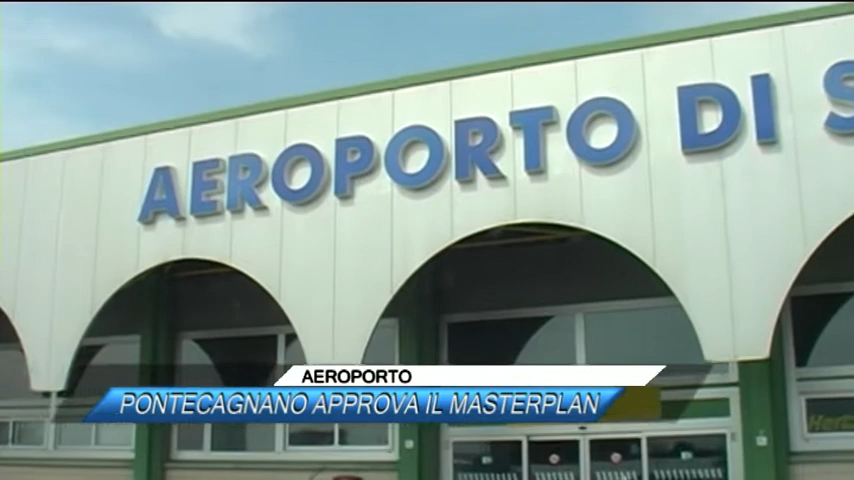 AEROPORTO DI S
AEROPORTO
PONTECAGNANO APPROVA IL MASTERPLAN